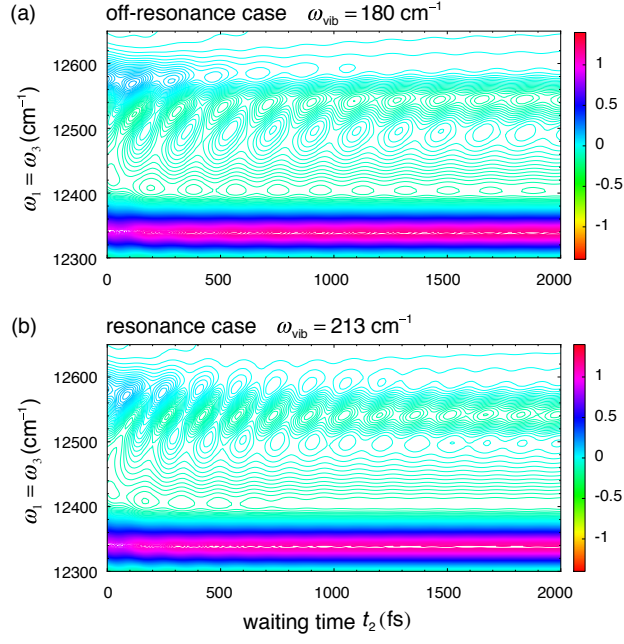 (a) off-resonance case ω_vib = 180 cm⁻¹
ω₁ = ω₃ (cm⁻¹)
12600
12500
12400
12300
0 500 1000 1500 2000
1
0.5
0
-0.5
-1
(b) resonance case ω_vib = 213 cm⁻¹
ω₁ = ω₃ (cm⁻¹)
12600
12500
12400
12300
0 500 1000 1500 2000
1
0.5
0
-0.5
-1
waiting time t₂ (fs)